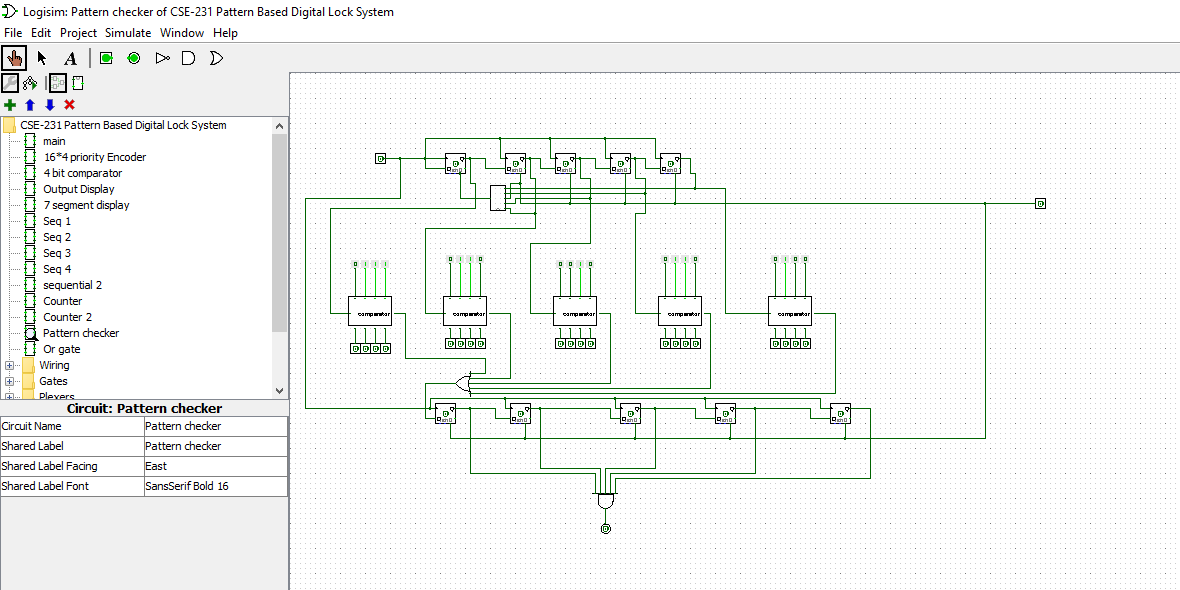 Logisim: Pattern checker of CSE-231 Pattern Based Digital Lock System
File Edit Project Simulate Window Help
A
CSE-231 Pattern Based Digital Lock System
main
16*4 priority Encoder
4 bit comparator
Output Display
7 segment display
Seq 1
Seq 2
Seq 3
Seq 4
sequential 2
Counter
Counter 2
Pattern checker
Or gate
Wiring
Gates
Plexers
Circuit: Pattern checker
Circuit Name Pattern checker
Shared Label Pattern checker
Shared Label Facing East
Shared Label Font SansSerif Bold 16
comparator comparator comparator comparator comparator